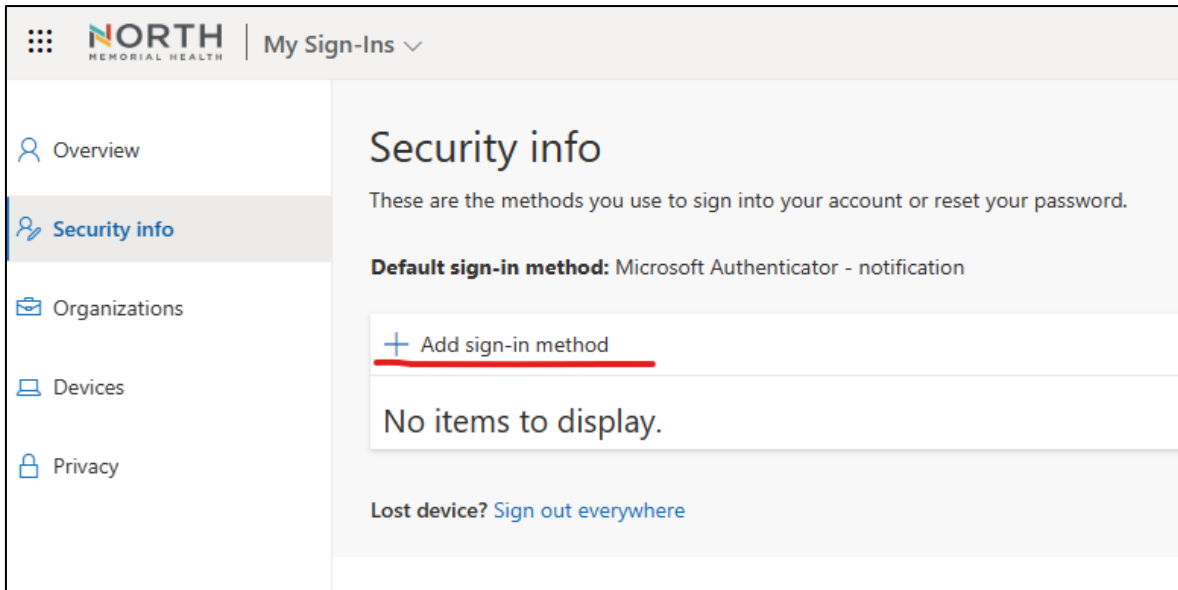 NORTH
MEMORIAL HEALTH
My Sign-Ins
Overview
Security info
Organizations
Devices
Privacy
Security info
These are the methods you use to sign into your account or reset your password.
Default sign-in method: Microsoft Authenticator - notification
Add sign-in method
No items to display.
Lost device? Sign out everywhere